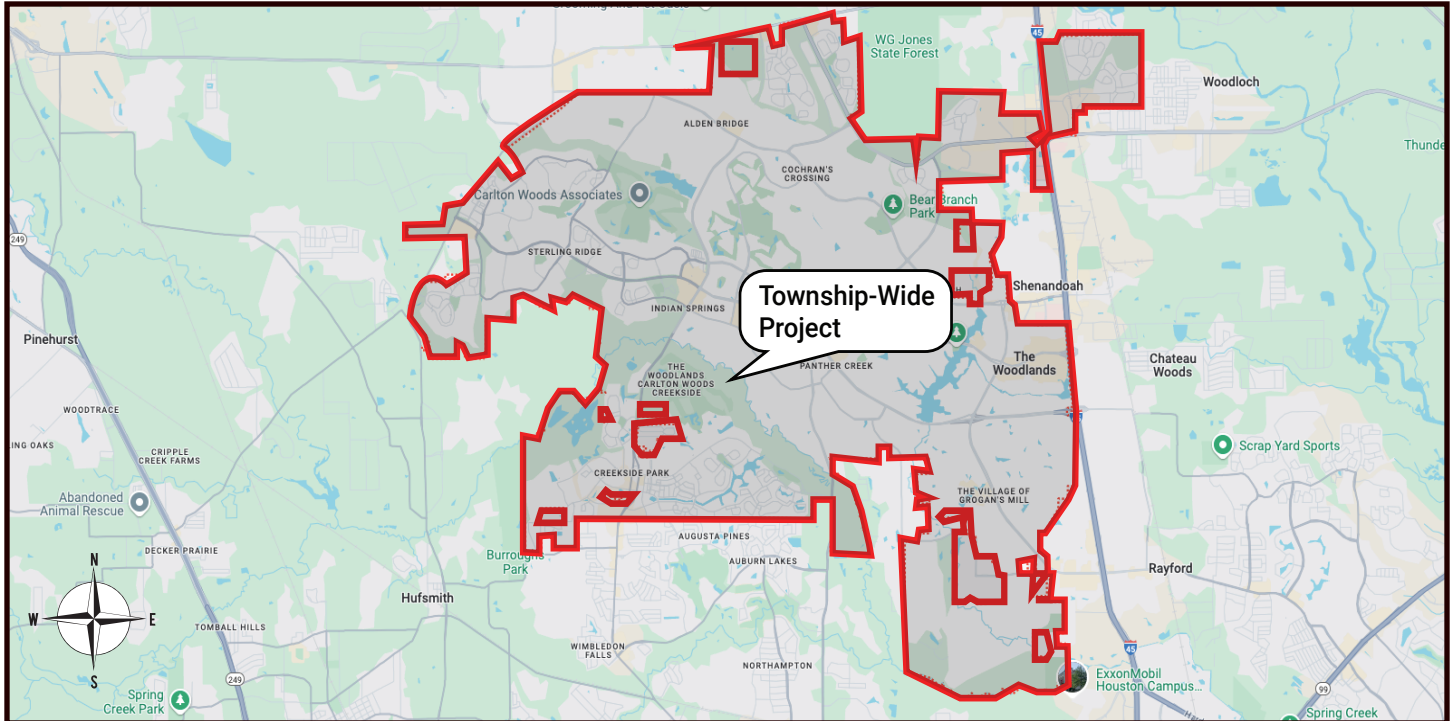 WG Jones
State Forest
45
Woodloch
ALDEN BRIDGE
COCHRAN'S
CROSSING
Carlton Woods Associates
Bear Branch
Park
249
STERLING RIDGE
Township-Wide
Project
Shenandoah
INDIAN SPRINGS
Pinehurst
THE
WOODLANDS
CARLTON WOODS
CREEKSIDE
PANTHER CREEK
The
Woodlands
Chateau
Woods
WOODTRACE
LING OAKS
CRIPPLE
CREEK FARMS
Scrap Yard Sports
CREEKSIDE PARK
THE VILLAGE OF
GROGAN'S MILL
Abandoned
Animal Rescue
AUGUSTA PINES
DECKER PRAIRIE
Burroughs
Park
AUBURN LAKES
N
W
E
S
Rayford
Hufsmith
TOMBALL HILLS
WIMBLEDON
FALLS
45
NORTHAMPTON
249
ExxonMobil
Houston Campus...
99
Spring
Creek Park
Spring Creek